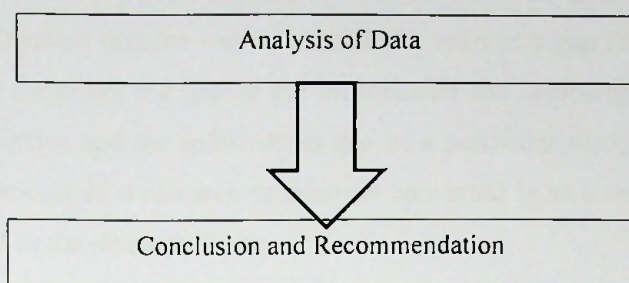 Analysis of Data
Conclusion and Recommendation